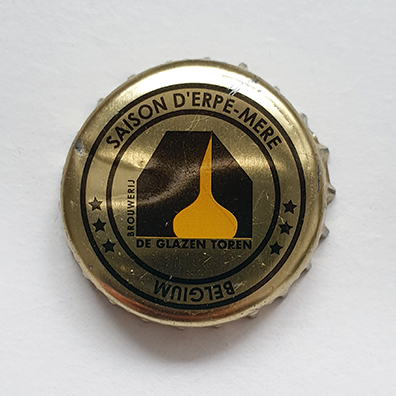 SAISON D'ERPE-MERE
BROUWERIJ
DE GLAZEN TOREN
BELGIUM